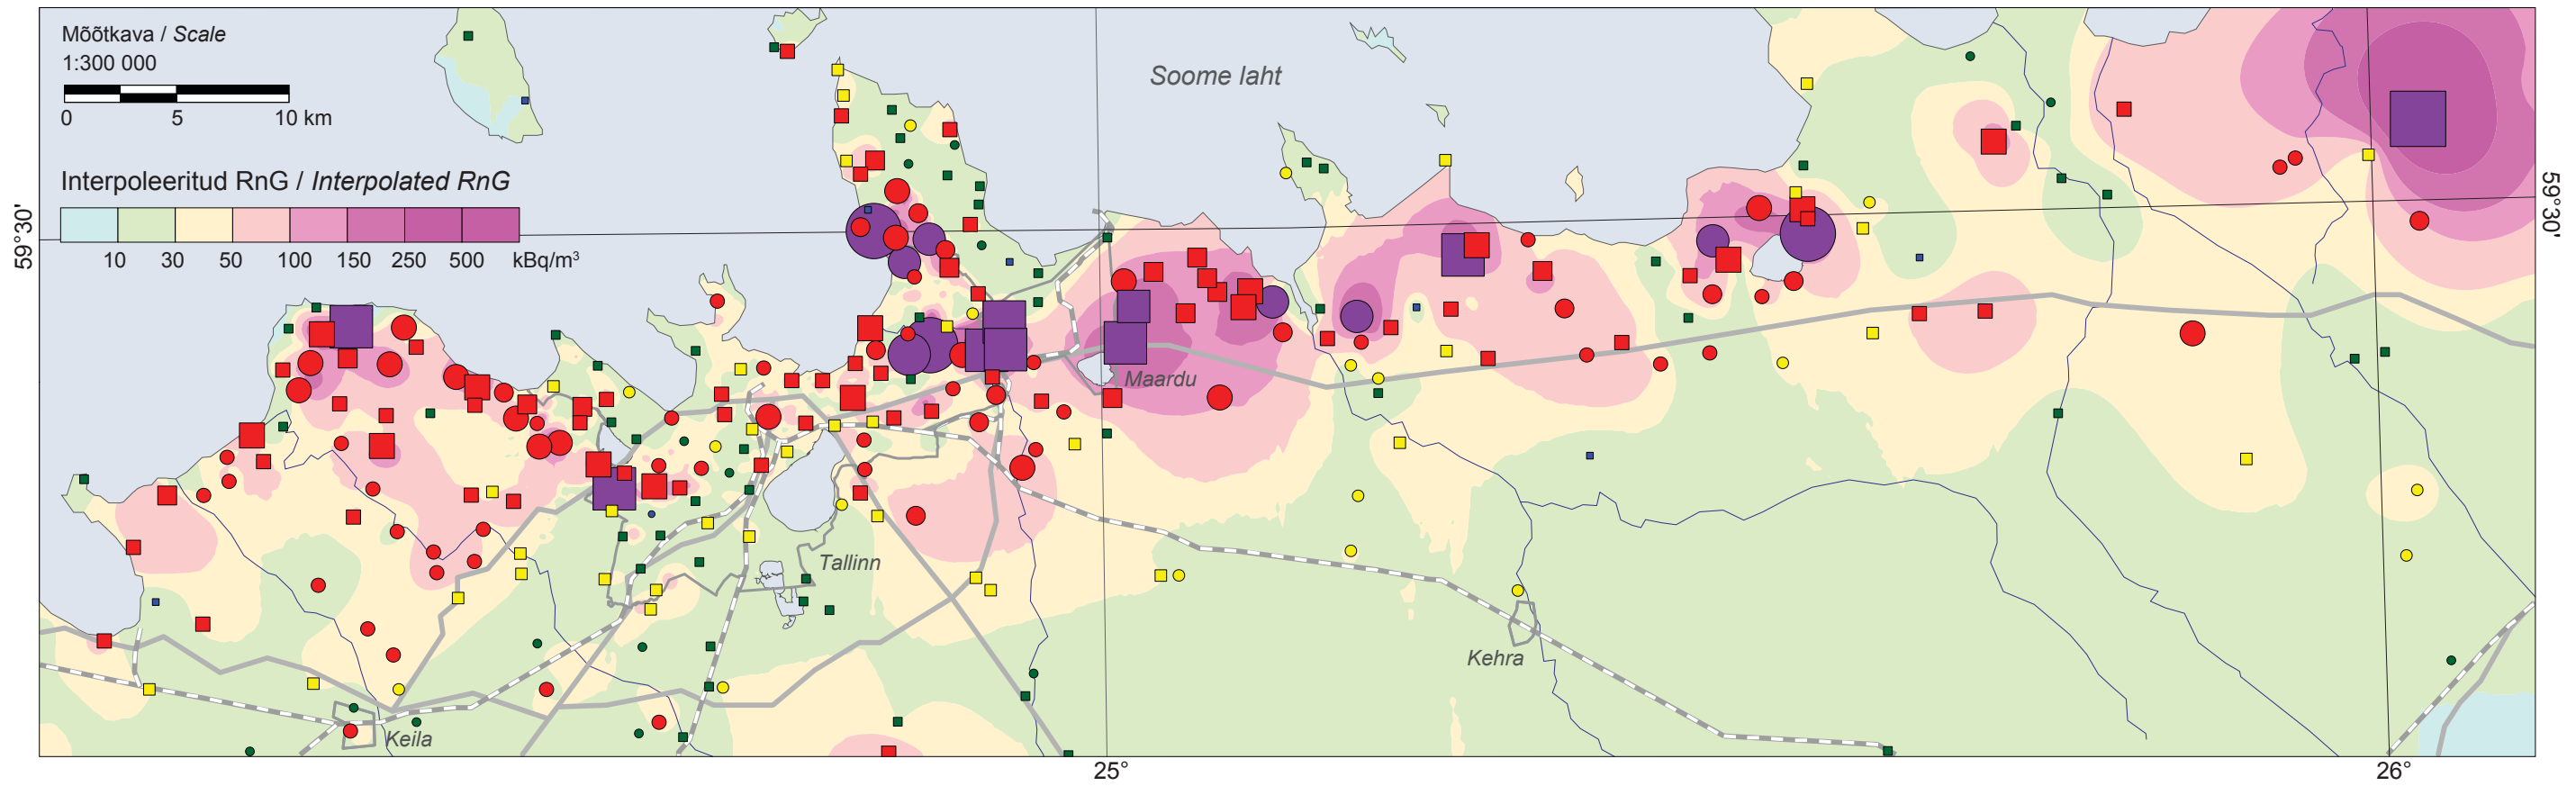 Mõõtkava / Scale
1:300 000
0 5 10 km
Soome laht
Interpoleeritud RnG / Interpolated RnG
10 30 50 100 150 250 500 kBq/m³
59°30'
59°30'
Maardu
Tallinn
Kehra
Keila
25°
26°